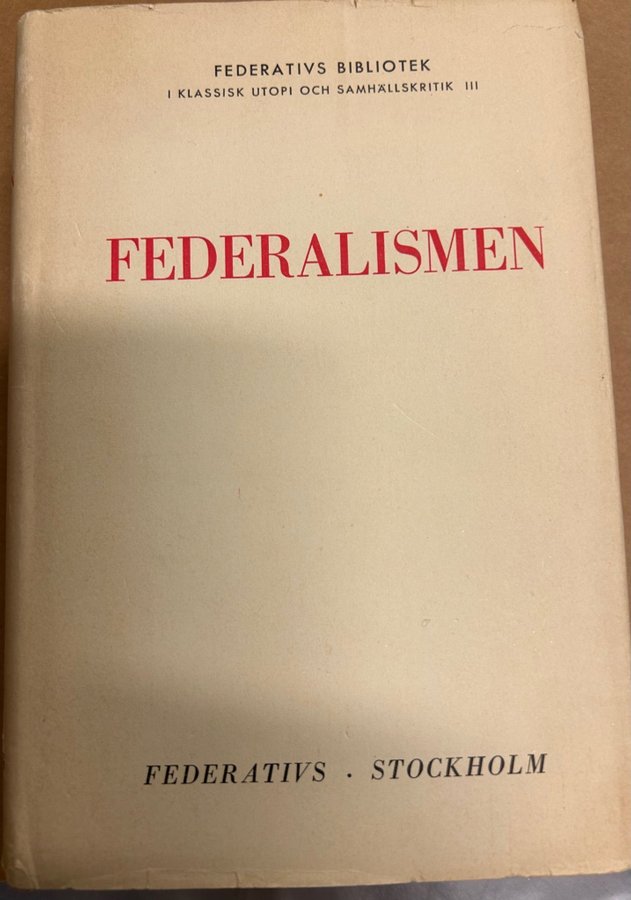 FEDERATIVS BIBLIOTEK
I KLASSISK UTOPI OCH SAMHÄLLSKRITIK III
FEDERALISMEN
FEDERATIVS . STOCKHOLM